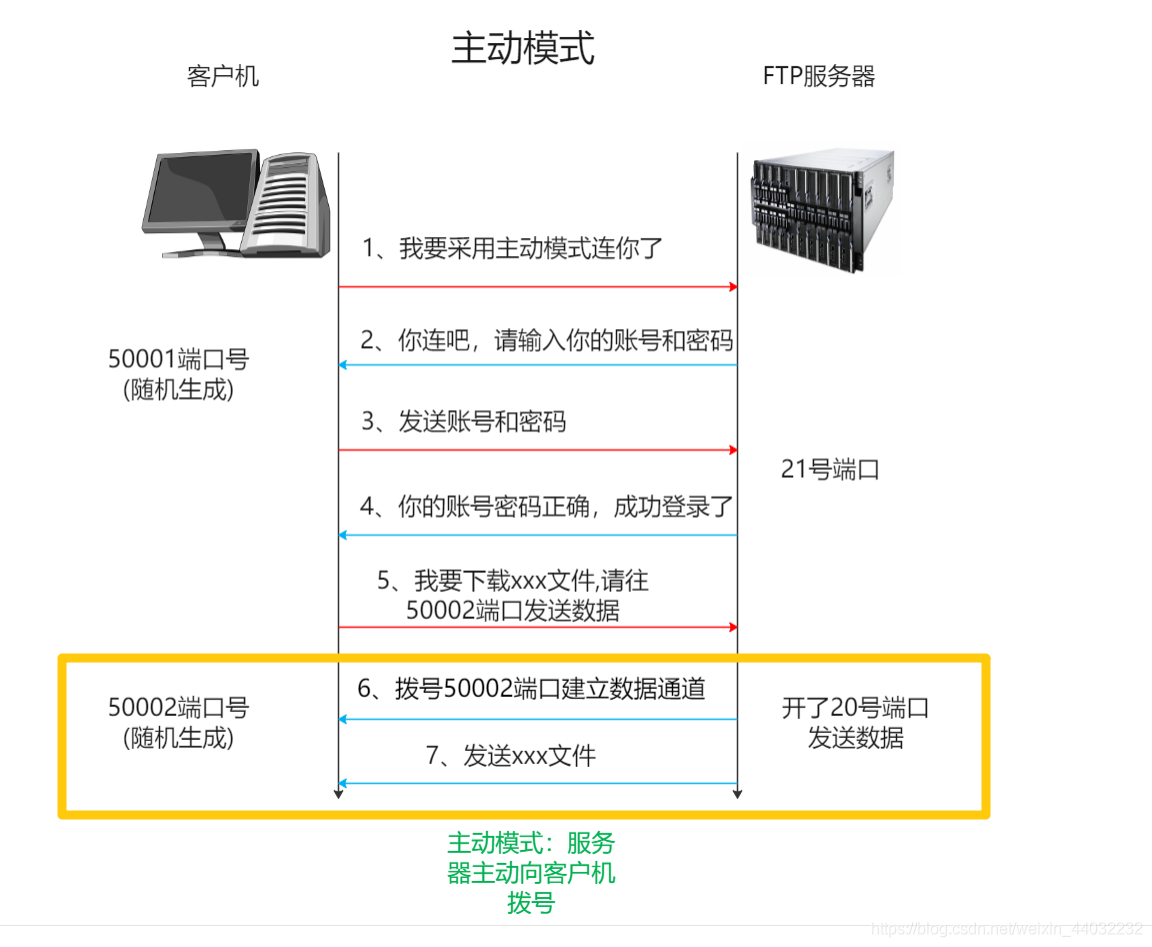 主动模式
客户机
FTP服务器
1、我要采用主动模式连你了
2、你连吧，请输入你的账号和密码
50001端口号
(随机生成)
3、发送账号和密码
21号端口
4、你的账号密码正确，成功登录了
5、我要下载xxx文件,请往
50002端口发送数据
6、拨号50002端口建立数据通道
50002端口号
(随机生成)
开了20号端口
发送数据
7、发送xxx文件
主动模式：服务
器主动向客户机
拨号
https://blog.csdn.net/weixin_44032232